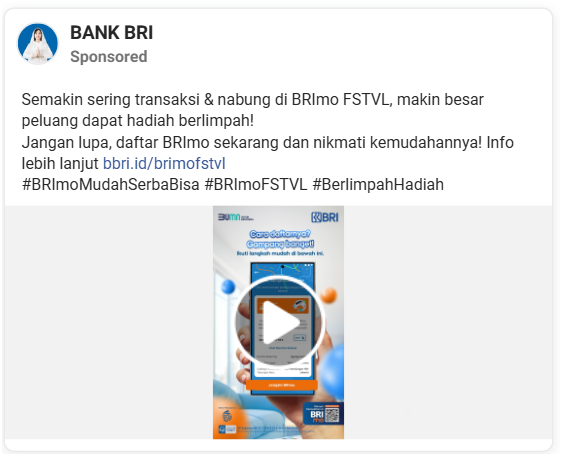 BANK BRI
Sponsored
Semakin sering transaksi & nabung di BRImo FSTVL, makin besar
peluang dapat hadiah berlimpah!
Jangan lupa, daftar BRImo sekarang dan nikmati kemudahannya! Info
lebih lanjut bbri.id/brimofstvl
#BRImoMudahSerbaBisa #BRImoFSTVL #BerlimpahHadiah
BUMN
BRI
Cara daftarnya?
Gampang banget!!
Ikuti langkah mudah di bawah ini.
BRI
mo